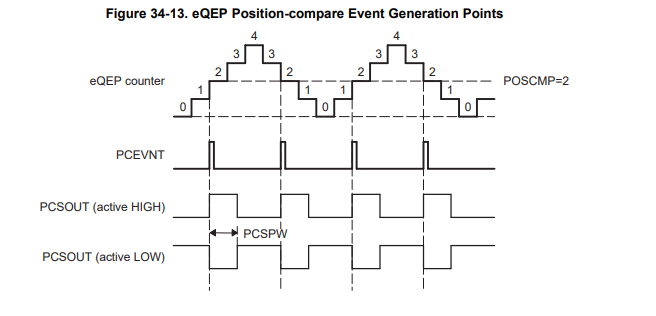 Figure 34-13. eQEP Position-compare Event Generation Points
4 4
3 3 3 3
2 2 2 2
eQEP counter POSCMP=2
1 1 1 1
0 0 0
PCEVNT
PCSOUT (active HIGH)
PCSPW
PCSOUT (active LOW)